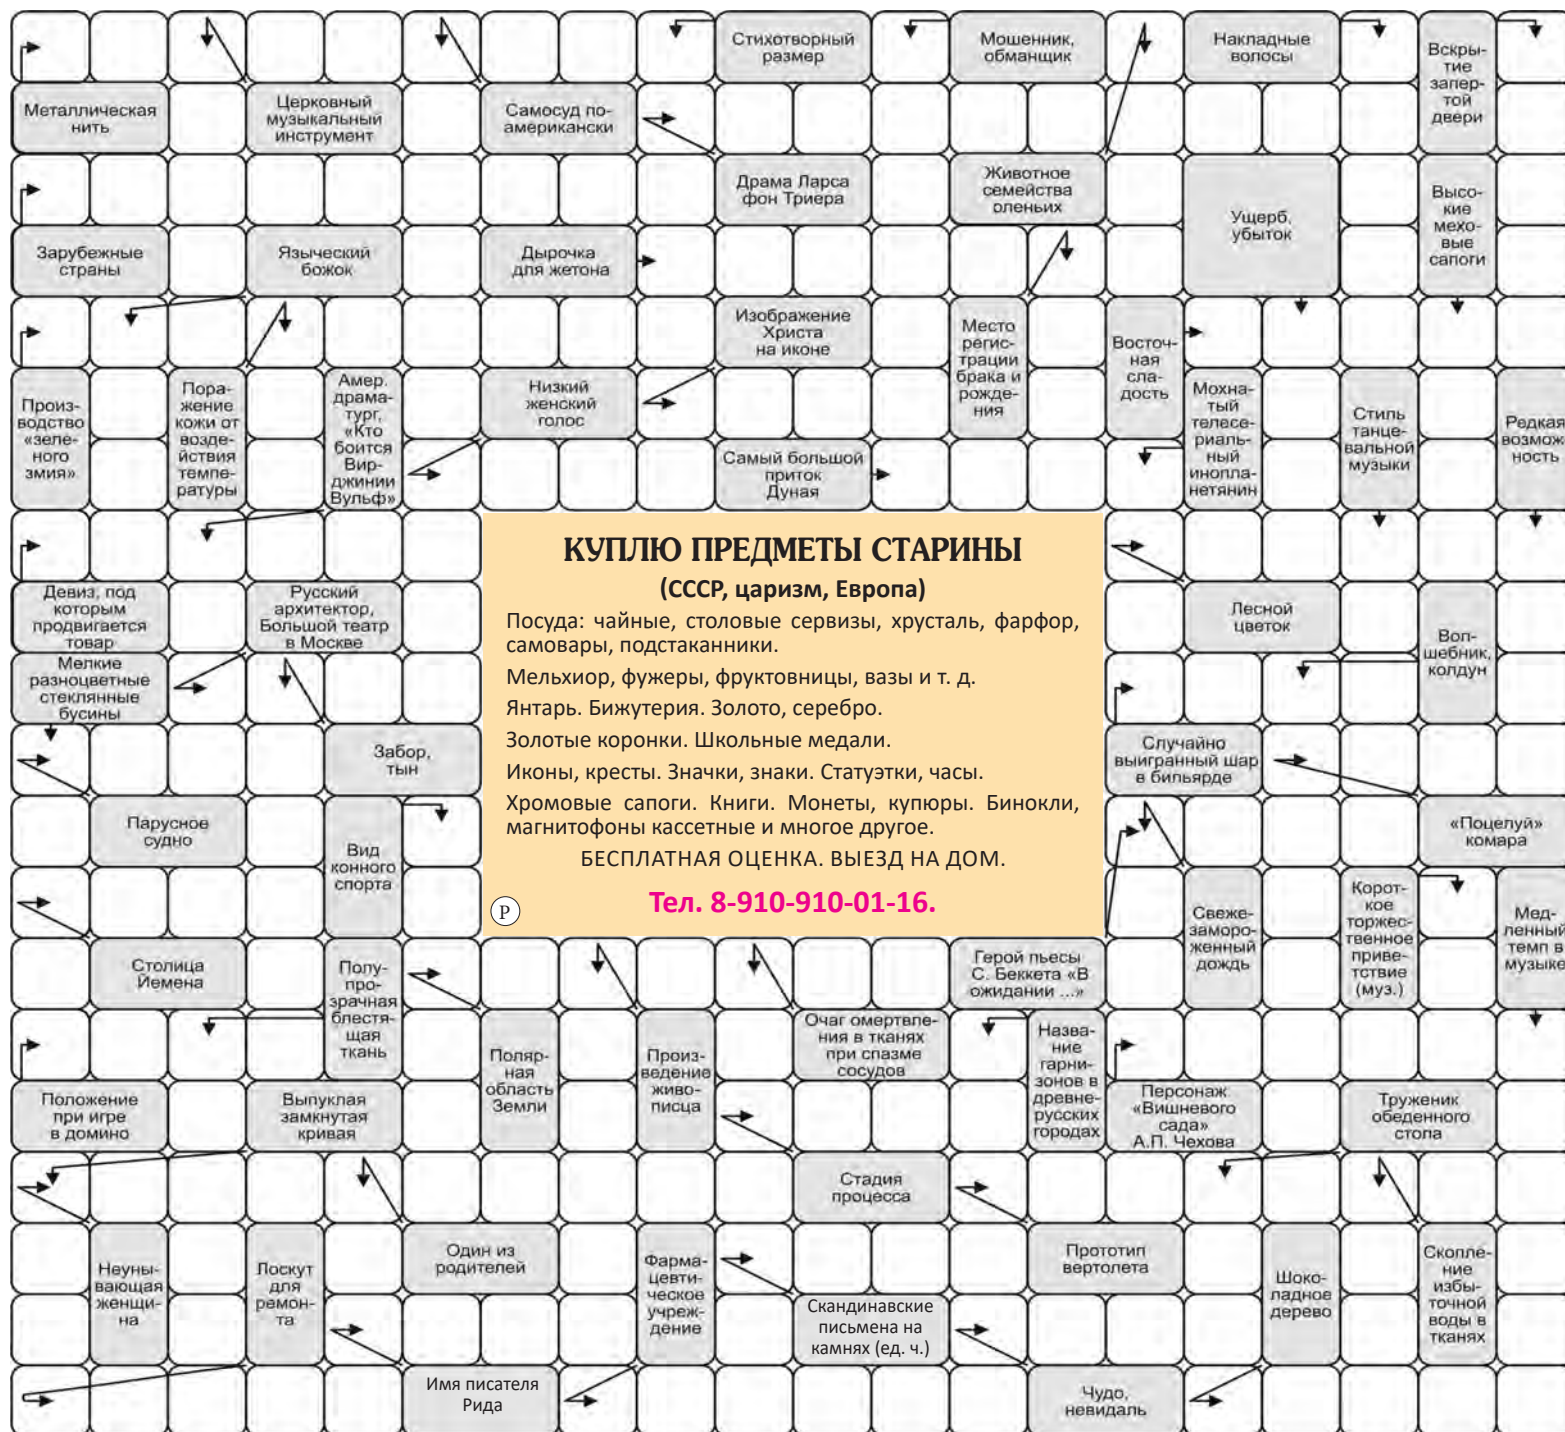 Стихотворный
размер
Мошенник,
обманщик
Накладные
волосы
Вскры-
тие
запер-
той
двери
Металлическая
нить
Церковный
музыкальный
инструмент
Самосуд по-
американски
Драма Ларса
фон Триера
Животное
семейства
оленьих
Ущерб,
убыток
Высо-
кие
мехо-
вые
сапоги
Зарубежные
страны
Языческий
божок
Дырочка
для жетона
Изображение
Христа
на иконе
Место
регис-
трации
брака и
рожде-
ния
Восточ-
ная
сла-
дость
Произ-
водство
«зеле-
ного
змия»
Пора-
жение
кожи от
возде-
йствия
темпе-
ратуры
Амер.
драма-
тург,
«Кто
боится
Вир-
джинии
Вульф»
Низкий
женский
голос
Мохна-
тый
телесе-
риаль-
ный
инопла-
нетянин
Стиль
танце-
вальной
музыки
Редкая
возмож-
ность
Самый большой
приток
Дуная
КУПЛЮ ПРЕДМЕТЫ СТАРИНЫ
(СССР, царизм, Европа)
Посуда: чайные, столовые сервизы, хрусталь, фарфор,
самовары, подстаканники.
Мельхиор, фужеры, фруктовницы, вазы и т. д.
Янтарь. Бижутерия. Золото, серебро.
Золотые коронки. Школьные медали.
Иконы, кресты. Значки, знаки. Статуэтки, часы.
Хромовые сапоги. Книги. Монеты, купюры. Бинокли,
магнитофоны кассетные и многое другое.
БЕСПЛАТНАЯ ОЦЕНКА. ВЫЕЗД НА ДОМ.
Р
Тел. 8-910-910-01-16.
Девиз, под
которым
продвигается
товар
Русский
архитектор,
Большой театр
в Москве
Лесной
цветок
Вол-
шебник,
колдун
Мелкие
разноцветные
стеклянные
бусины
Забор,
тын
Случайно
выигранный шар
в бильярде
Парусное
судно
Вид
конного
спорта
«Поцелуй»
комара
Свеже-
заморо-
женный
дождь
Корот-
кое
торжес-
твенное
приве-
тствие
(муз.)
Мед-
ленный
темп в
музыке
Столица
Йемена
Полу-
про-
зрачная
блестя-
щая
ткань
Герой пьесы
С. Беккета «В
ожидании ...»
Поляр-
ная
область
Земли
Произ-
ведение
живо-
писца
Очаг омертвле-
ния в тканях
при спазме
сосудов
Назва-
ние
гарни-
зонов в
древне-
русских
городах
Положение
при игре
в домино
Выпуклая
замкнутая
кривая
Персонаж
«Вишневого
сада»
А.П. Чехова
Труженик
обеденного
стола
Стадия
процесса
Неуны-
вающая
женщи-
на
Лоскут
для
ремон-
та
Один из
родителей
Фарма-
цевти-
ческое
учреж-
дение
Прототип
вертолета
Шоко-
ладное
дерево
Скопле-
ние
избы-
точной
воды в
тканях
Скандинавские
письмена на
камнях (ед. ч.)
Имя писателя
Рида
Чудо,
невидаль